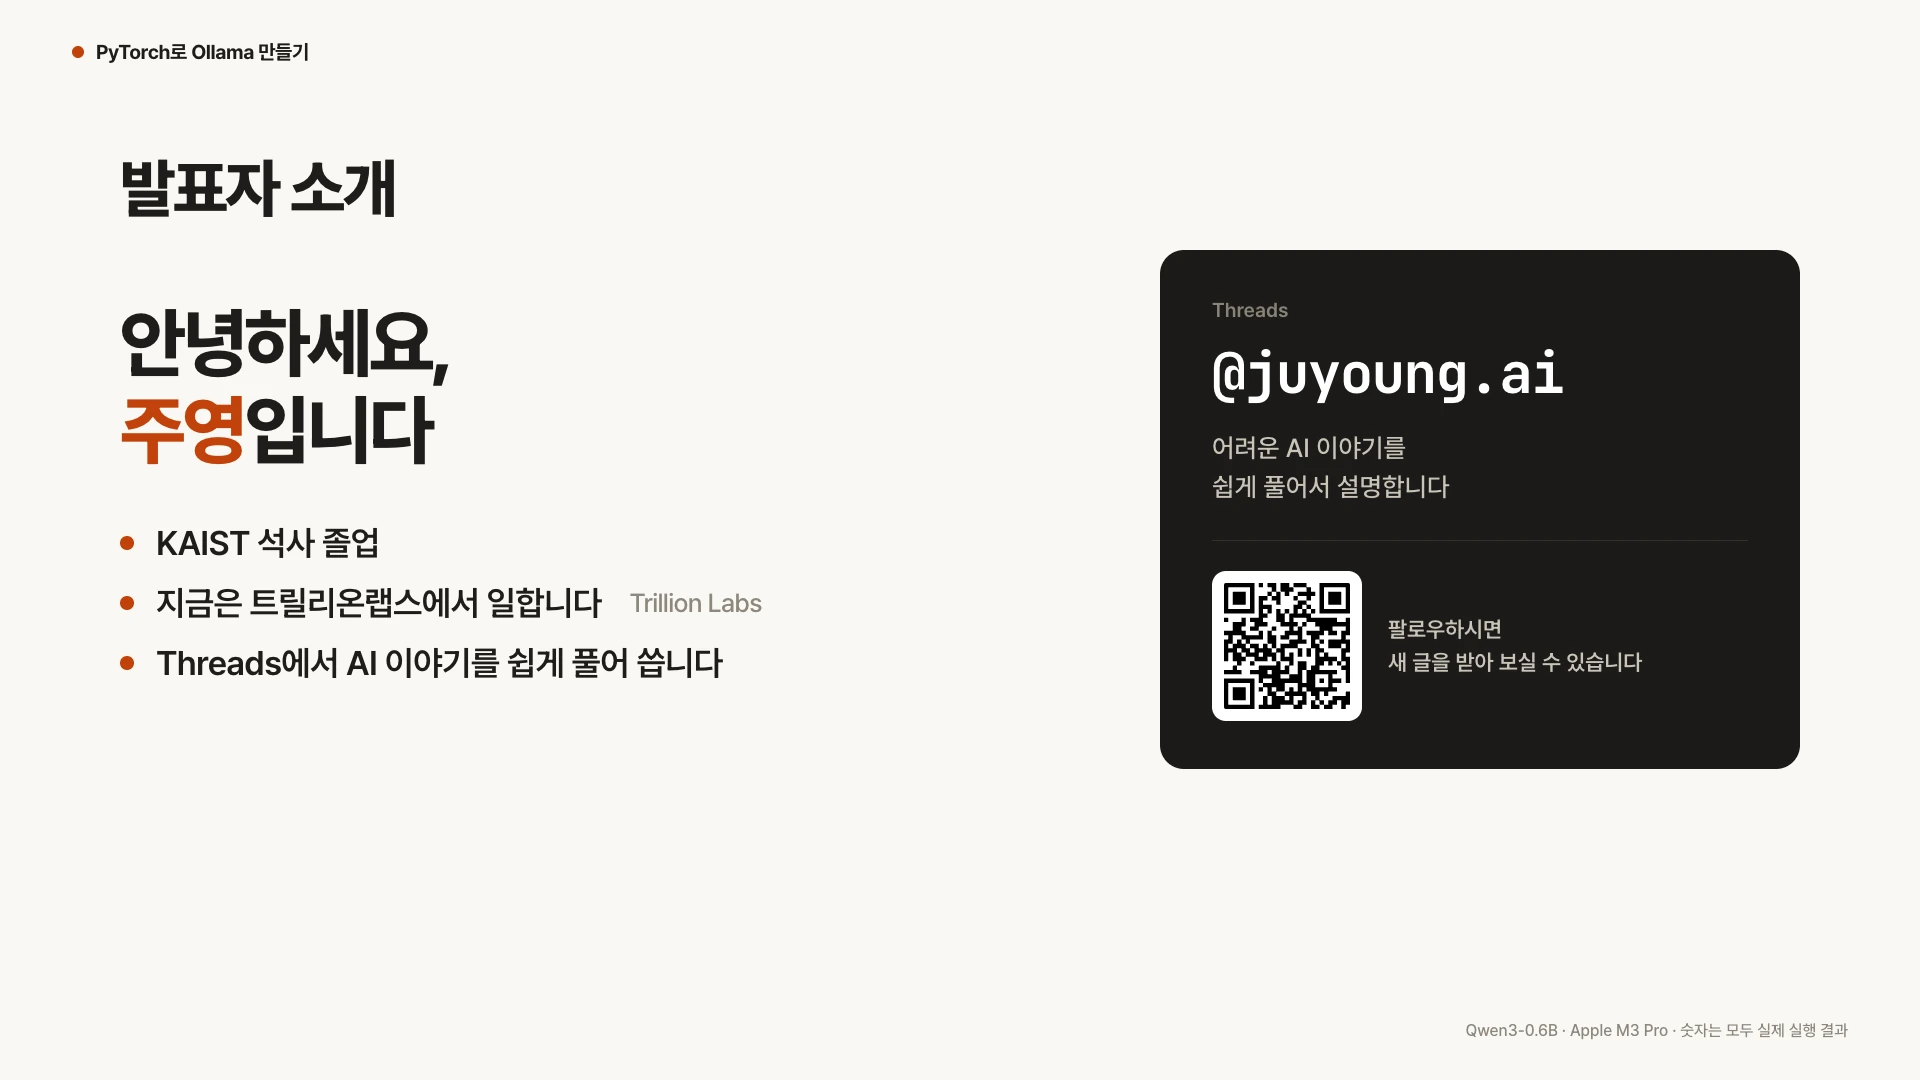 PyTorch로 Ollama 만들기
발표자 소개
안녕하세요,
주영입니다
KAIST 석사 졸업
지금은 트릴리온랩스에서 일합니다 Trillion Labs
Threads에서 AI 이야기를 쉽게 풀어 씁니다
Threads
@juyoung.ai
어려운 AI 이야기를
쉽게 풀어서 설명합니다
팔로우하시면
새 글을 받아 보실 수 있습니다
Qwen3-0.6B · Apple M3 Pro · 숫자는 모두 실제 실행 결과